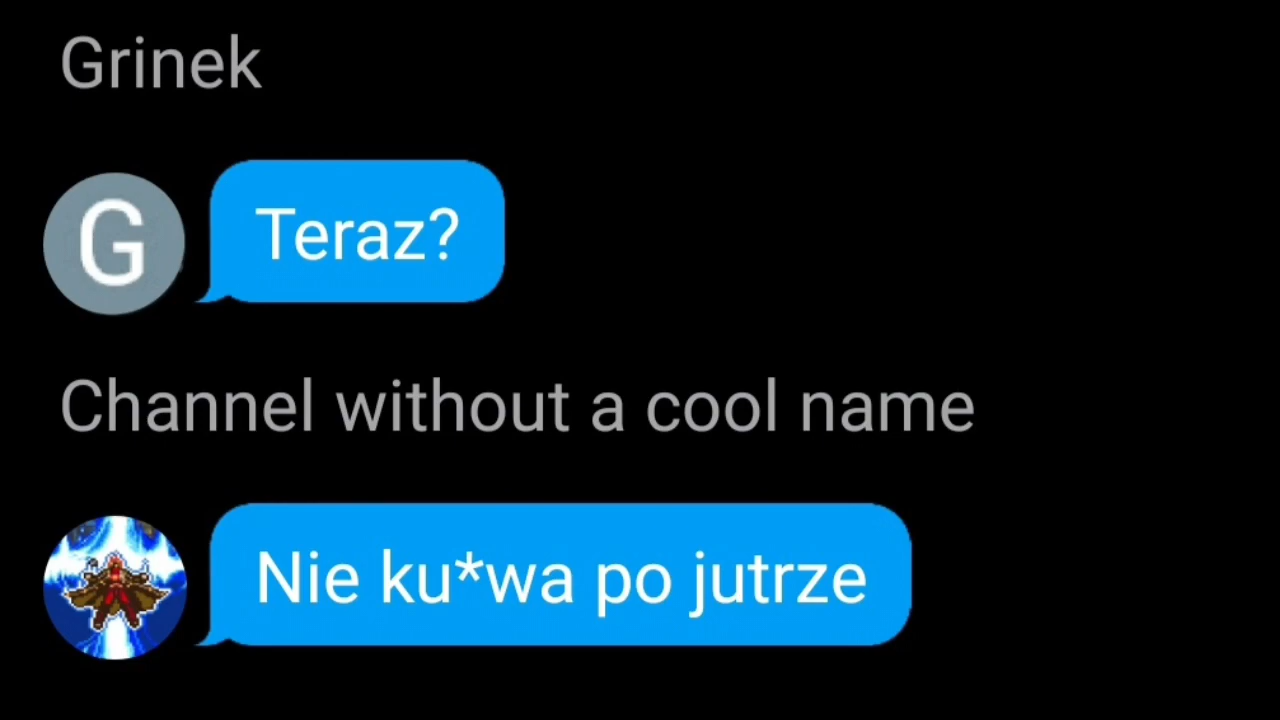 Grinek
G
Teraz?
Channel without a cool name
Nie ku*wa po jutrze